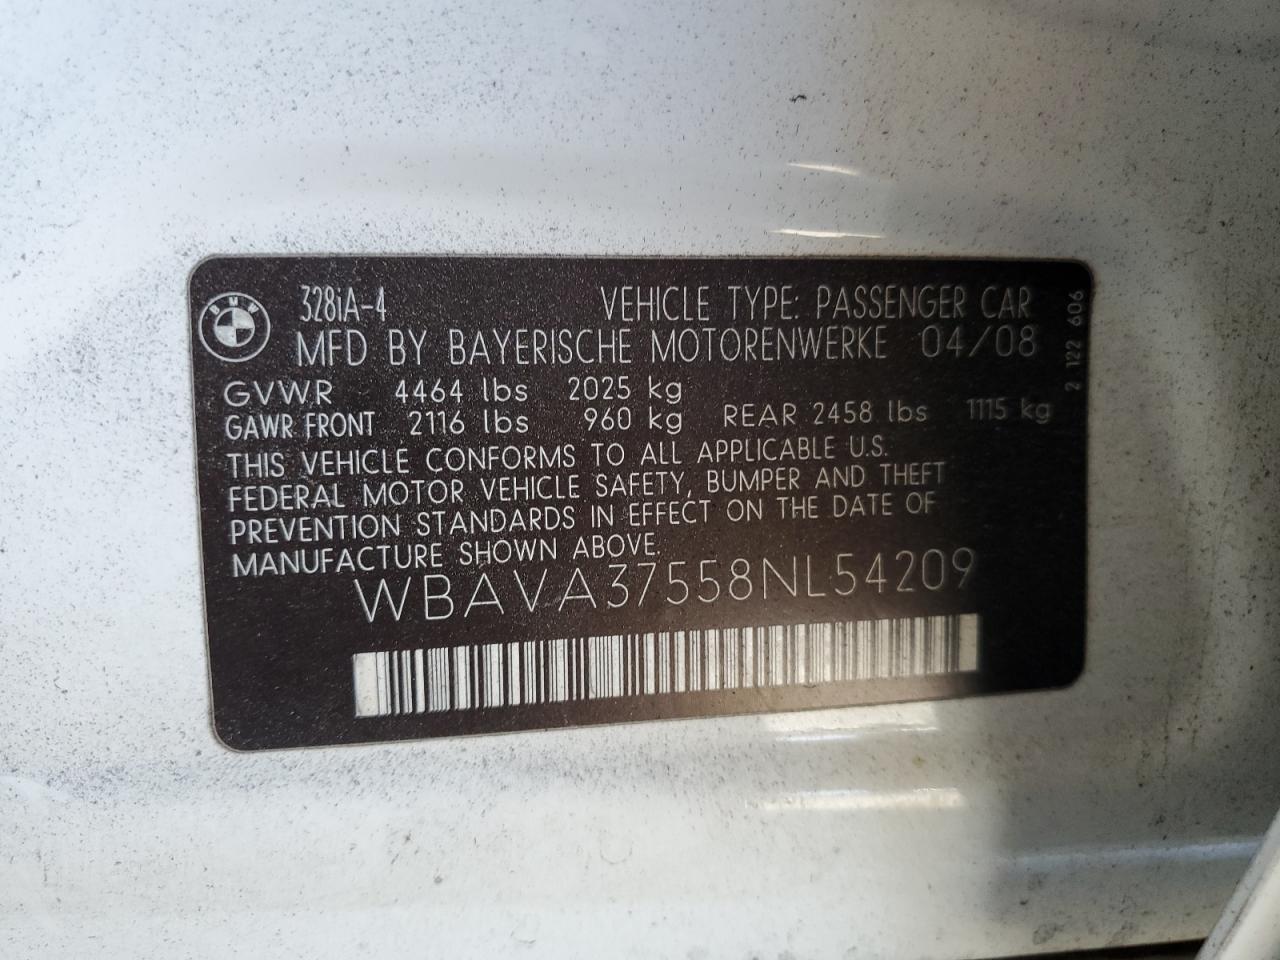 BMW
328iA-4 VEHICLE TYPE: PASSENGER CAR
MFD BY BAYERISCHE MOTORENWERKE 04/08
GVWR 4464 lbs 2025 kg
GAWR FRONT 2116 lbs 960 kg REAR 2458 lbs 1115 kg
THIS VEHICLE CONFORMS TO ALL APPLICABLE U.S.
FEDERAL MOTOR VEHICLE SAFETY, BUMPER AND THEFT
PREVENTION STANDARDS IN EFFECT ON THE DATE OF
MANUFACTURE SHOWN ABOVE.
WBAVA37558NL54209
2 122 606